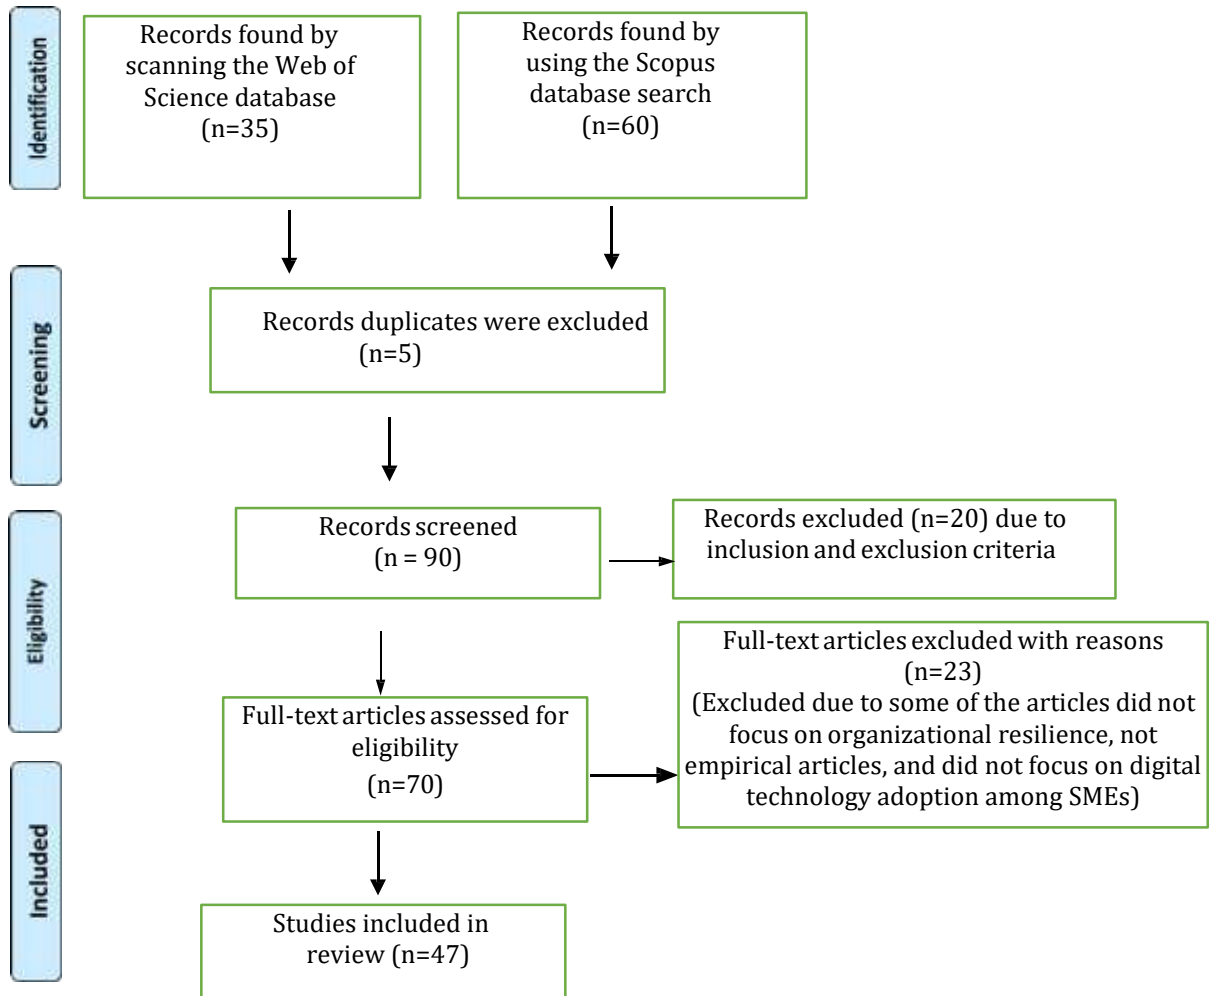 Identification
Records found by
scanning the Web of
Science database
(n=35)
Records found by
using the Scopus
database search
(n=60)
Screening
Records duplicates were excluded
(n=5)
Eligibility
Records screened
(n = 90)
Records excluded (n=20) due to
inclusion and exclusion criteria
Full-text articles assessed for
eligibility
(n=70)
Full-text articles excluded with reasons
(n=23)
(Excluded due to some of the articles did not
focus on organizational resilience, not
empirical articles, and did not focus on digital
technology adoption among SMEs)
Included
Studies included in
review (n=47)